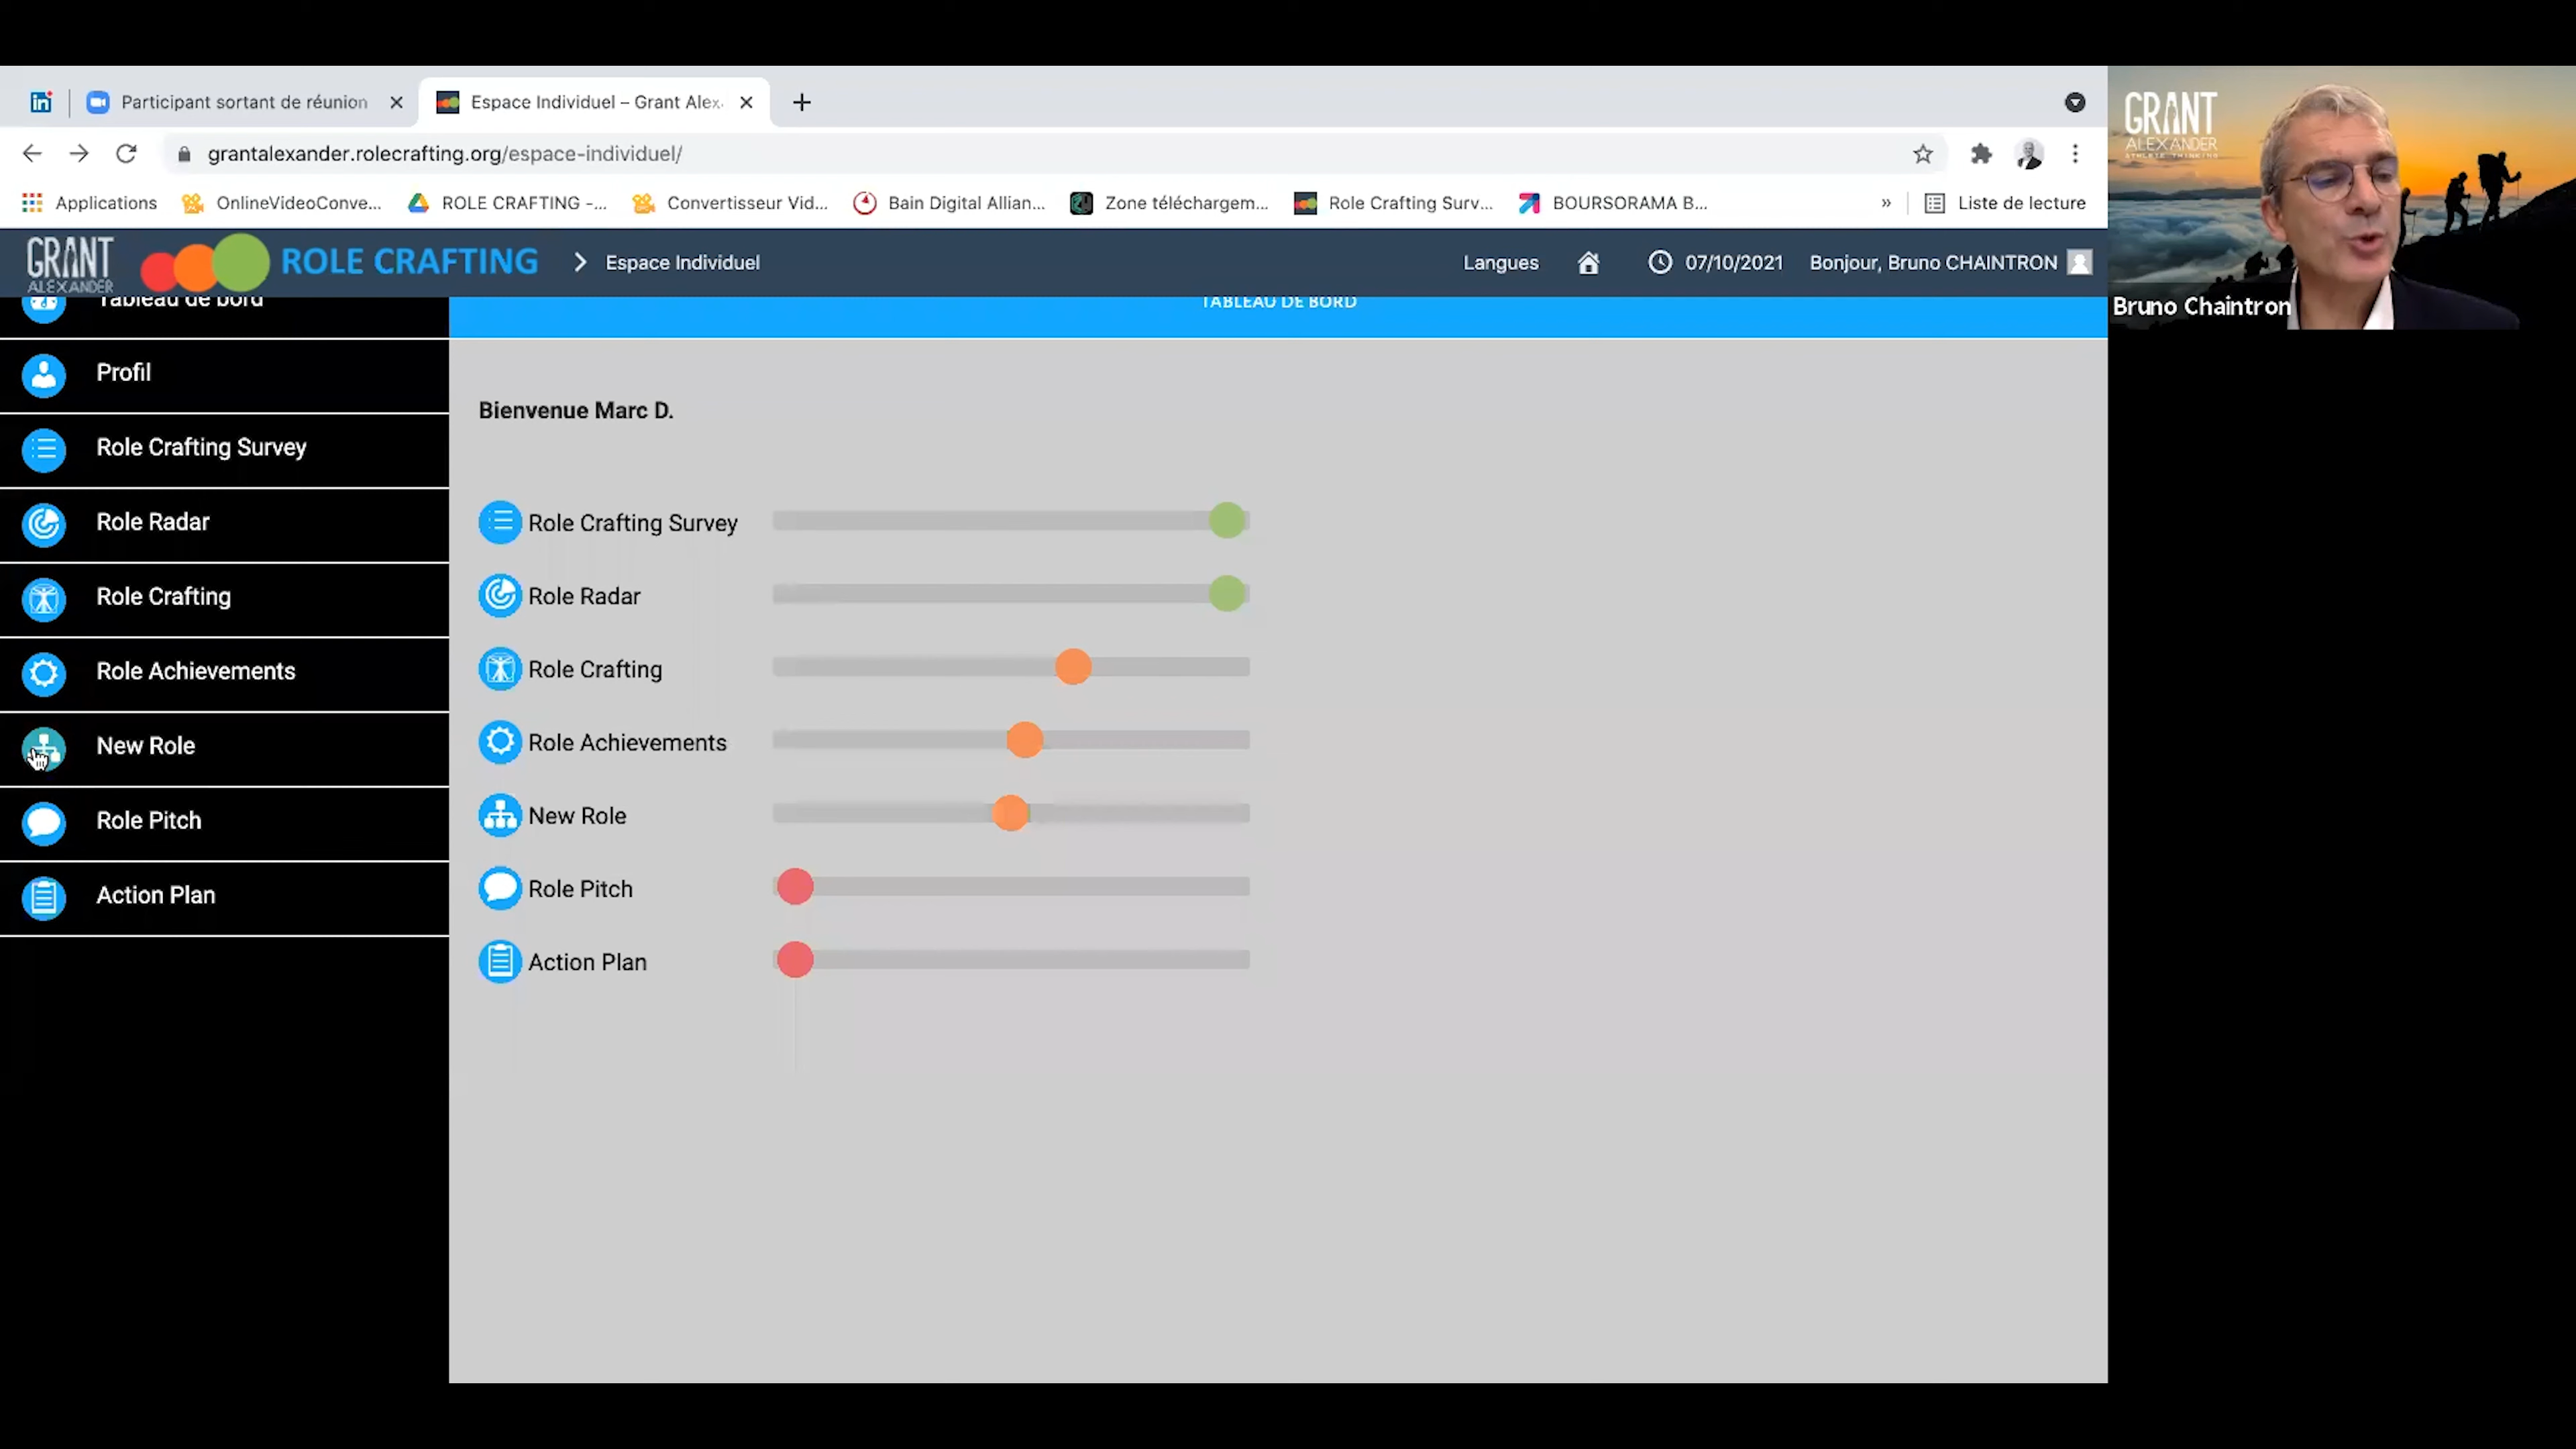 Participant sortant de réunion
Espace Individuel – Grant Alex
grantalexander.rolecrafting.org/espace-individuel/
Applications
OnlineVideoConve...
ROLE CRAFTING -...
Convertisseur Vid...
Bain Digital Allian...
Zone téléchargem...
Role Crafting Surv...
BOURSORAMA B...
»
Liste de lecture
GRANT
ALEXANDER
ROLE CRAFTING
Espace Individuel
Langues
07/10/2021
Bonjour, Bruno CHAINTRON
GRANT
ALEXANDER
ATHLETE THINKING
Bruno Chaintron
Tableau de bord
Profil
Role Crafting Survey
Role Radar
Role Crafting
Role Achievements
New Role
Role Pitch
Action Plan
TABLEAU DE BORD
Bienvenue Marc D.
Role Crafting Survey
Role Radar
Role Crafting
Role Achievements
New Role
Role Pitch
Action Plan